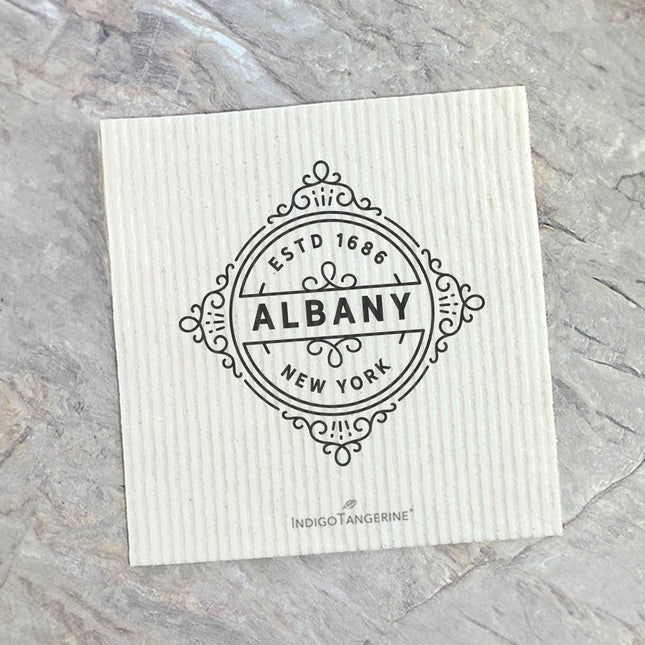 ESTD 1686
ALBANY
NEW YORK
INDIGOTANGERINE®